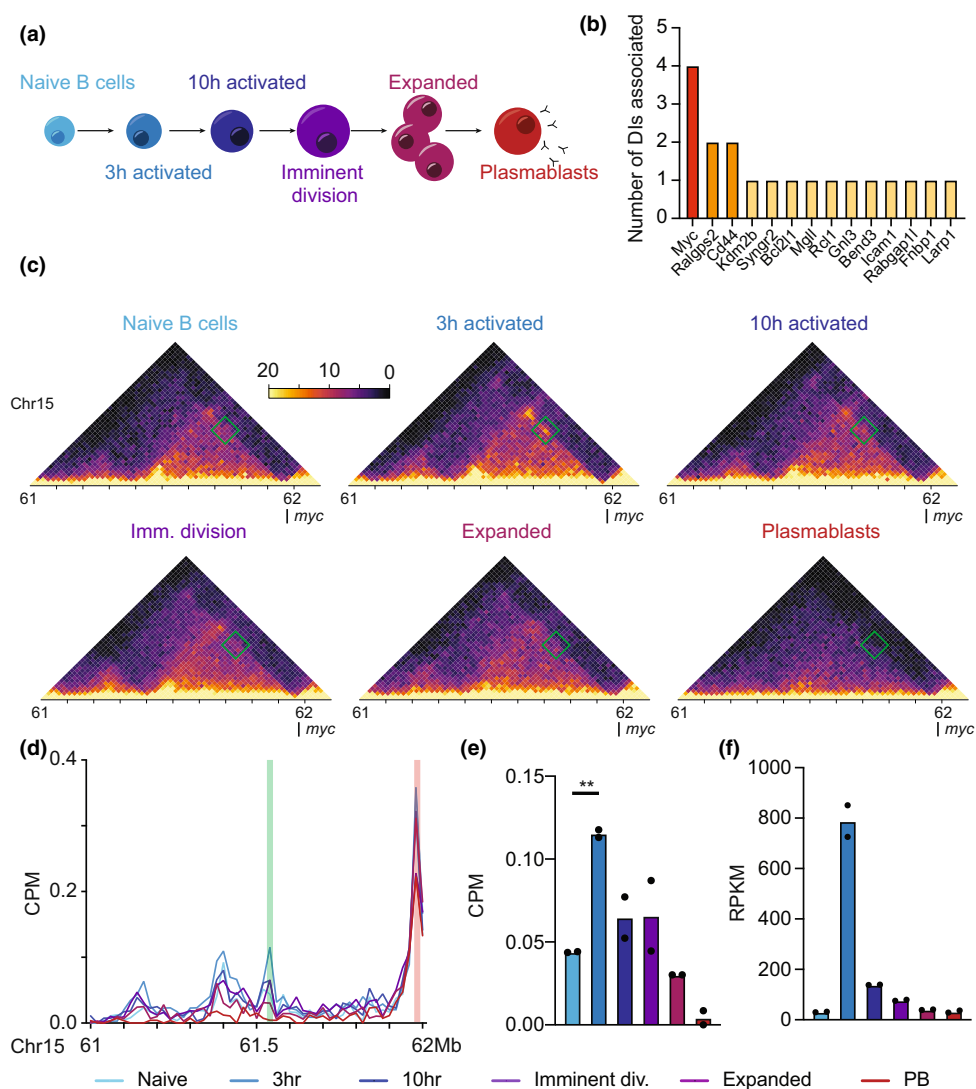 (a)
Naive B cells
10h activated
Expanded
3h activated
Imminent
division
Plasmablasts
(b)
Number of DIs associated
5
4
3
2
1
0
Myc
Ralgps2
Cd44
Kdm2b
Syngr2
Bcl2l1
Mgll
Rcl1
Gnl3
Bend3
Icam1
Rabgap1l
Fnbp1
Larp1
(c)
Naive B cells
3h activated
10h activated
20 10 0
Chr15
61 62
myc
61 62
myc
61 62
myc
Imm. division
Expanded
Plasmablasts
61 62
myc
61 62
myc
61 62
myc
(d)
CPM
0.4
0.2
0.0
Chr15 61 61.5 62Mb
(e)
CPM
0.15
0.10
0.05
0.00
**
(f)
RPKM
1000
800
600
400
200
0
Naive 3hr 10hr Imminent div. Expanded PB